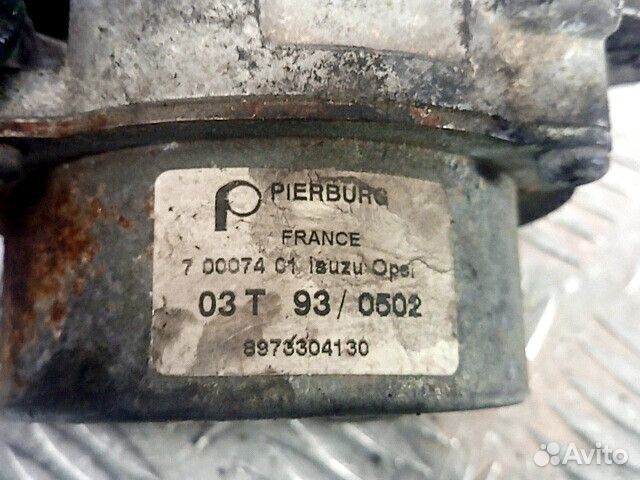 PIERBURG
FRANCE
7 00074 01 Isuzu Opel
03 T 93 / 0502
8973304130
Avito